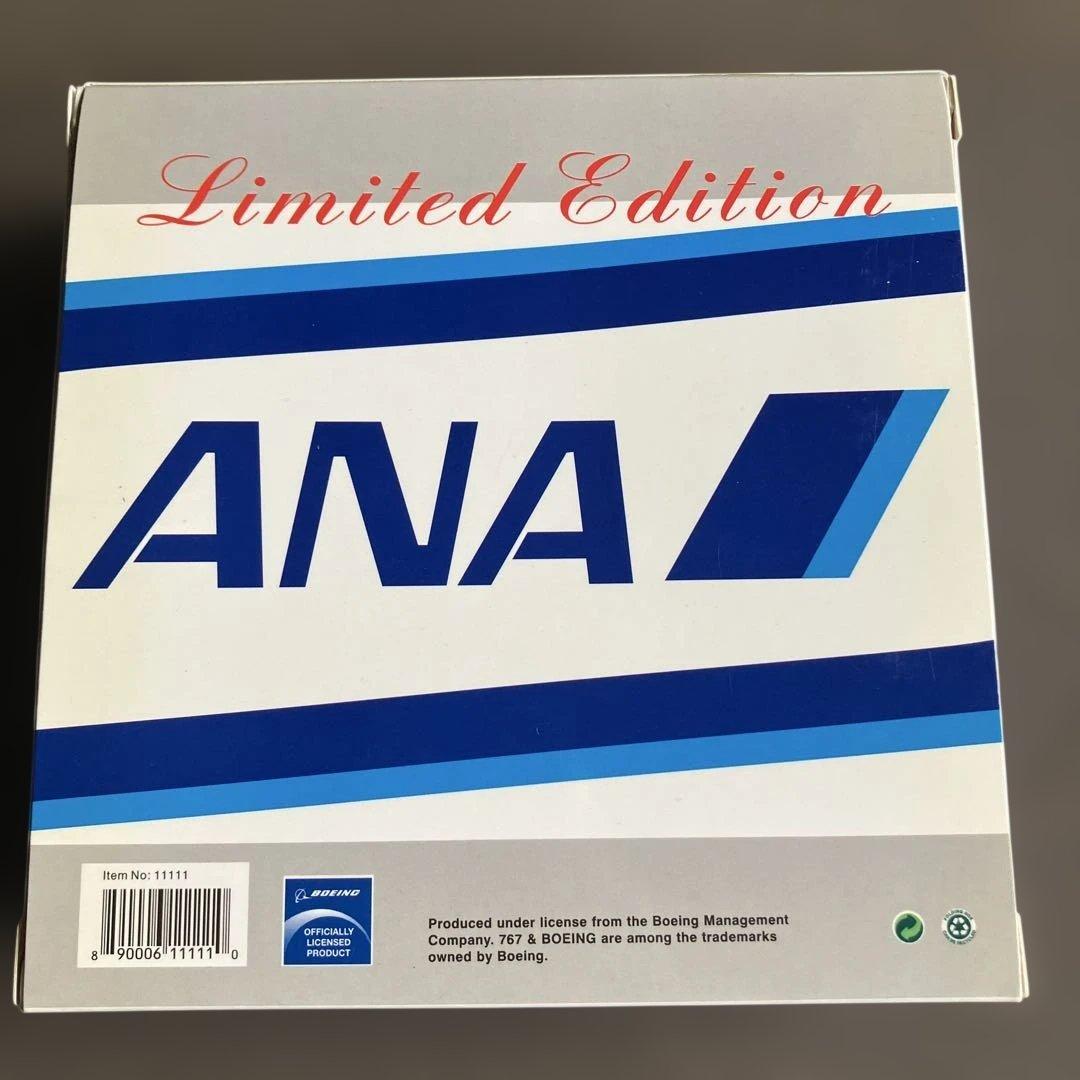 Limited Edition
ANA
Item No: 11111
8 90006 11111 0
BOEING
OFFICIALLY
LICENSED
PRODUCT
Produced under license from the Boeing Management
Company. 767 & BOEING are among the trademarks
owned by Boeing.